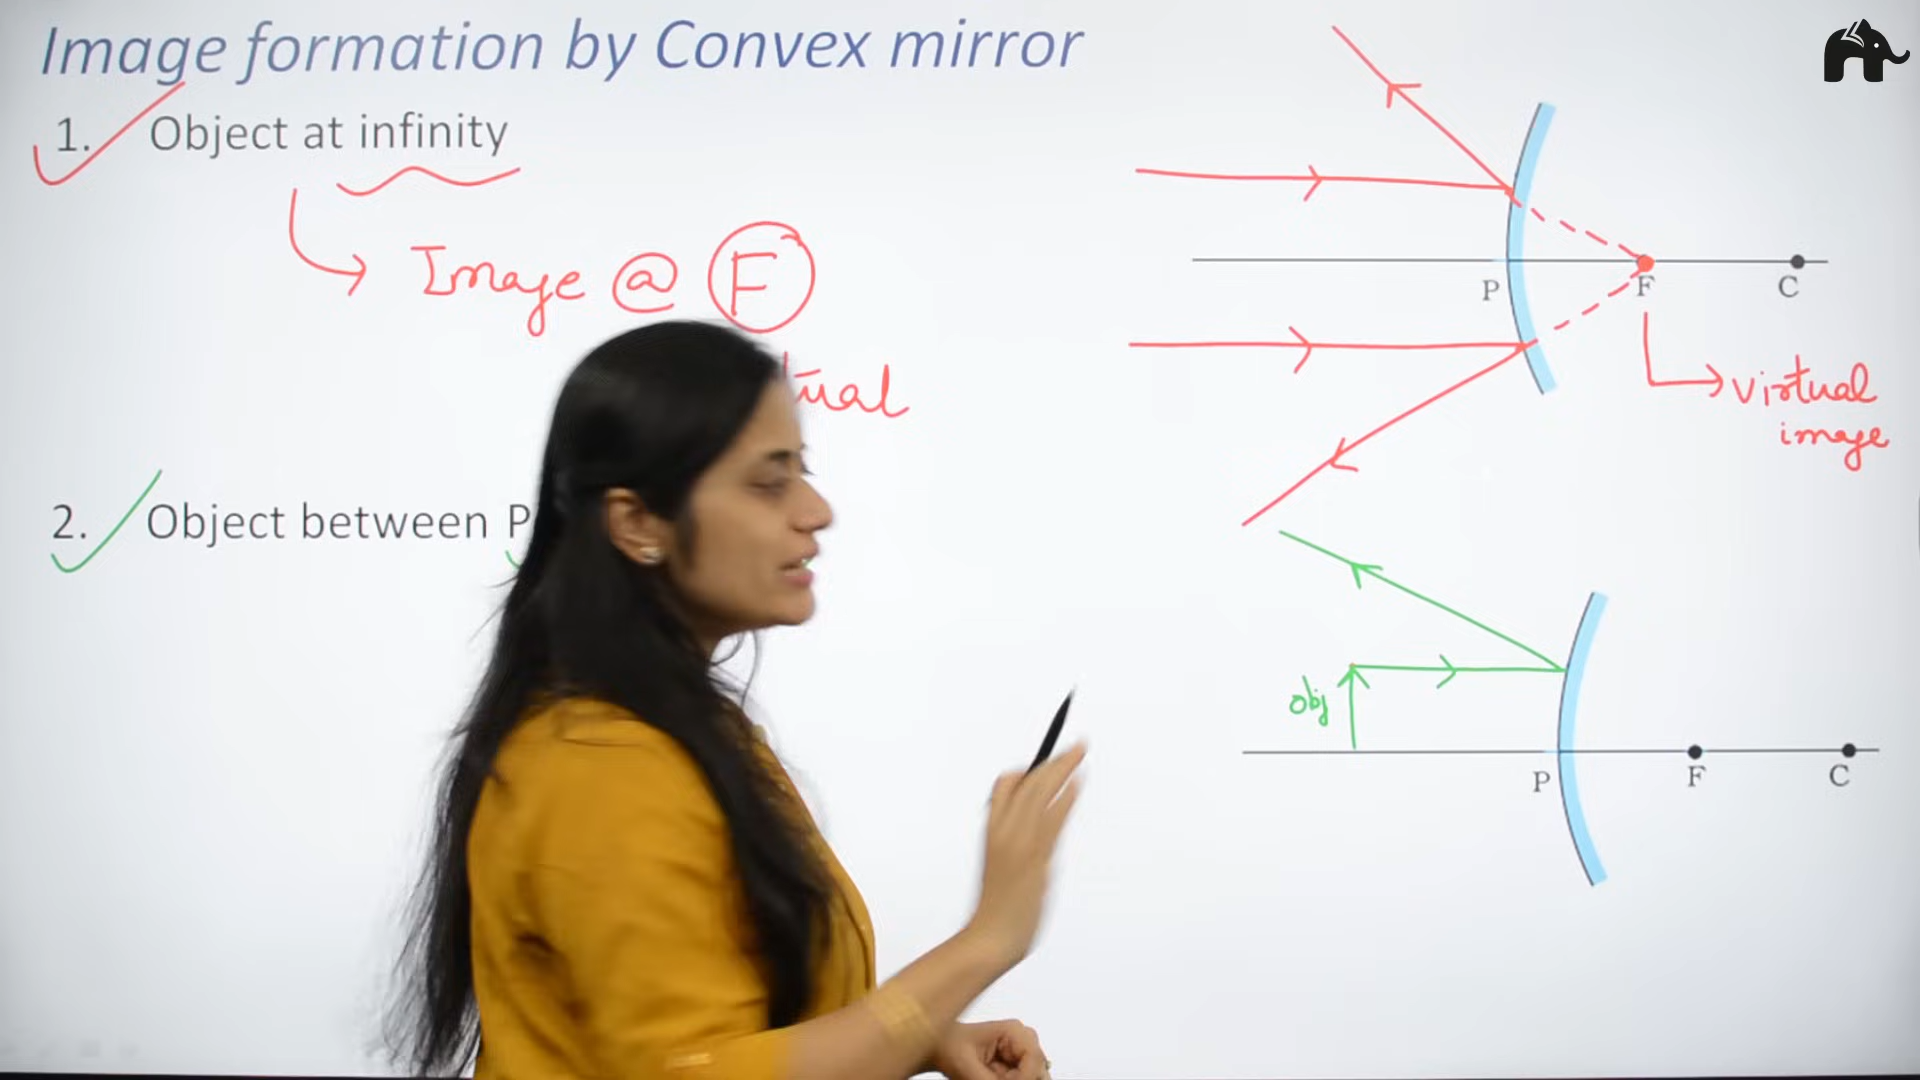 Image formation by Convex mirror
1. Object at infinity
Image @ F
2. Object between P
P F C
virtual
image
obj
P F C